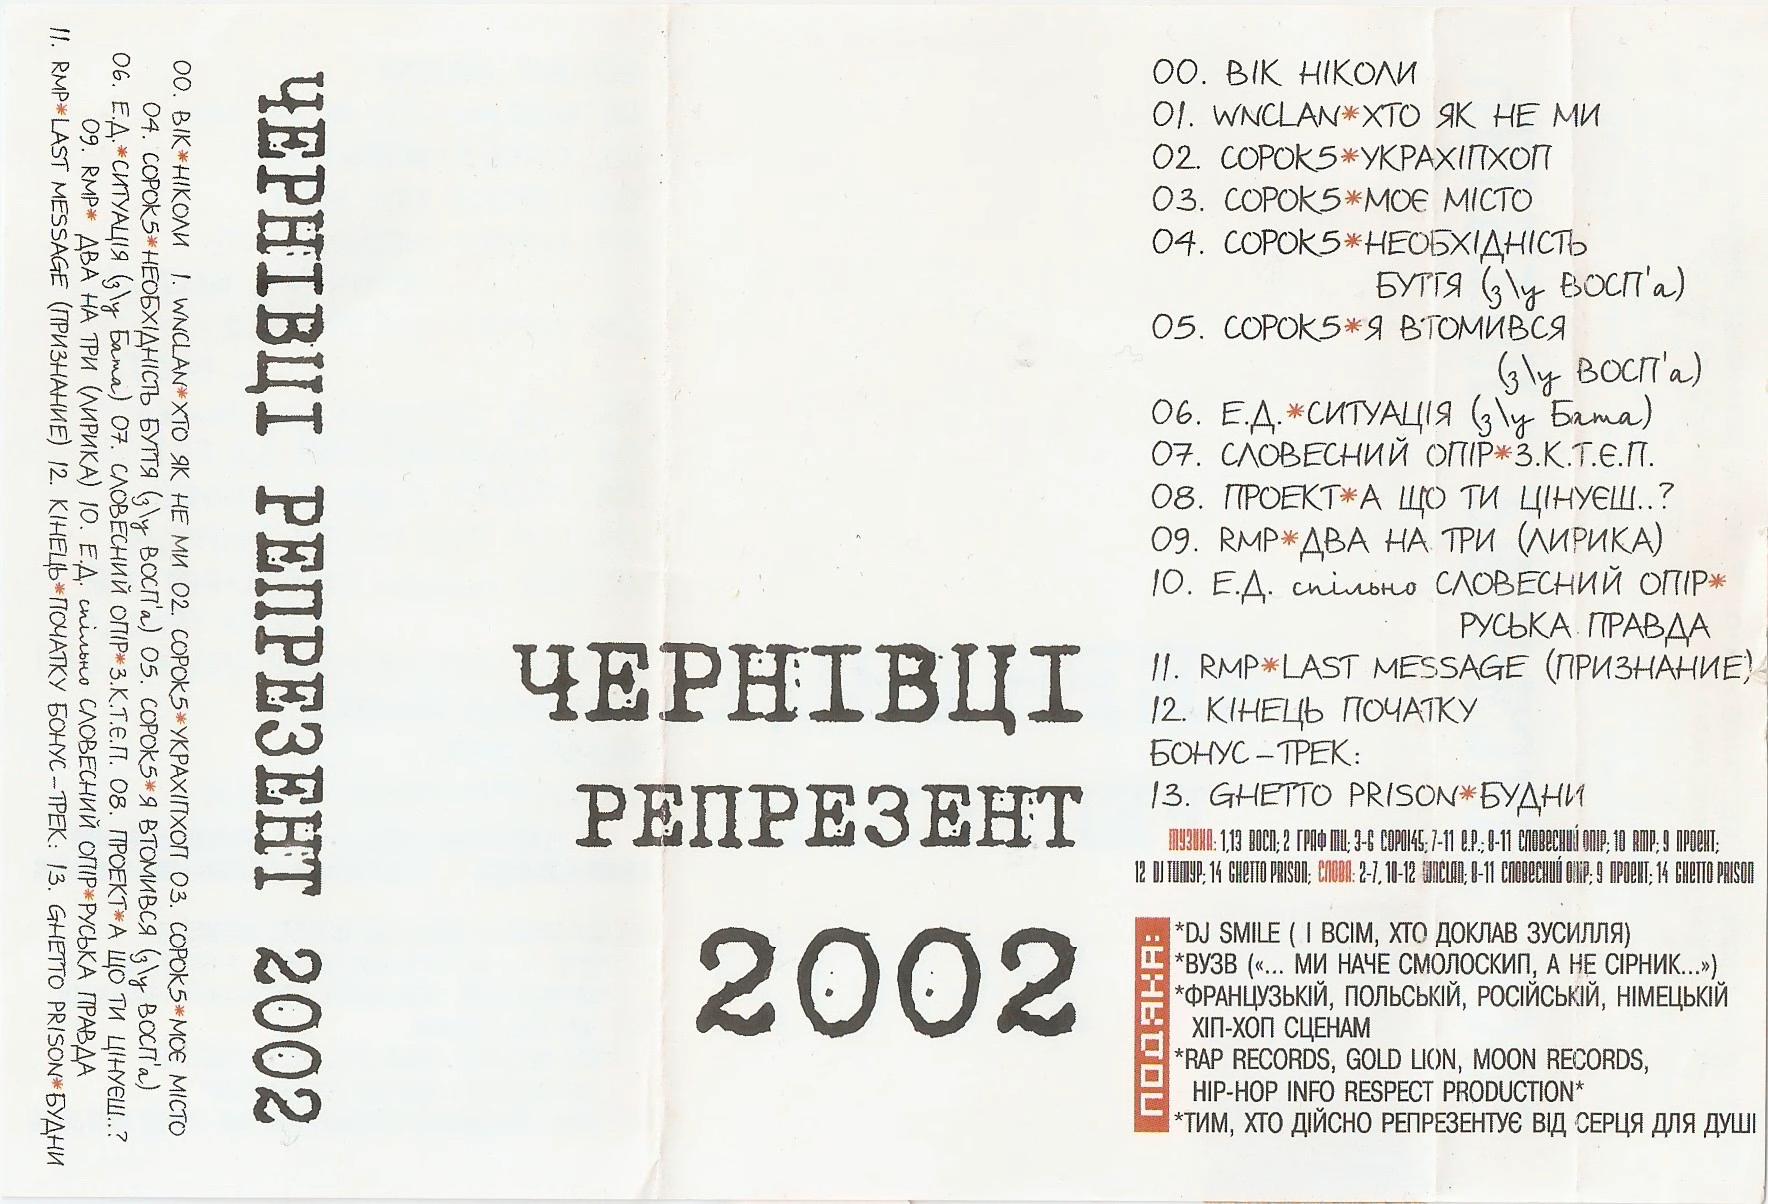 00. ВІК*НІКОЛИ 1. WNCLAN*ХТО ЯК НЕ МИ 02. СОРОК5*УКРАХІПХОП 03. СОРОК5*МОЄ МІСТО
04. СОРОК5*НЕОБХІДНІСТЬ БУТТЯ (з\у ВОСП'а) 05. СОРОК5*Я ВТОМИВСЯ (з\у ВОСП'а)
06. Е.Д.*СИТУАЦІЯ (з\у Бата) 07. СЛОВЕСНИЙ ОПІР*З.К.Т.Є.П. 08. ПРОЕКТ*А ЩО ТИ ЦІНУЄШ..?
09. RMP* ДВА НА ТРИ (ЛИРИКА) 10. Е.Д. спільно СЛОВЕСНИЙ ОПІР*РУСЬКА ПРАВДА
11. RMP*LAST MESSAGE (ПРИЗНАНИЕ) 12. КІНЕЦЬ*ПОЧАТКУ БОНУС-ТРЕК: 13. GHETTO PRISON*БУДНИ
ЧЕРНІВЦІ РЕПРЕЗЕНТ 2002
ЧЕРНІВЦІ
РЕПРЕЗЕНТ
2002
00. ВІК НІКОЛИ
01. WNCLAN*ХТО ЯК НЕ МИ
02. СОРОК5*УКРАХІПХОП
03. СОРОК5*МОЄ МІСТО
04. СОРОК5*НЕОБХІДНІСТЬ
БУТТЯ (з\у ВОСП'а)
05. СОРОК5*Я ВТОМИВСЯ
(з\у ВОСП'а)
06. Е.Д.*СИТУАЦІЯ (з\у Бата)
07. СЛОВЕСНИЙ ОПІР*З.К.Т.Є.П.
08. ПРОЕКТ*А ЩО ТИ ЦІНУЄШ..?
09. RMP*ДВА НА ТРИ (ЛИРИКА)
10. Е.Д. спільно СЛОВЕСНИЙ ОПІР*
РУСЬКА ПРАВДА
11. RMP*LAST MESSAGE (ПРИЗНАНИЕ)
12. КІНЕЦЬ ПОЧАТКУ
БОНУС-ТРЕК:
13. GHETTO PRISON*БУДНИ
МУЗИКА: 1,13 ВОСП; 2 ГРАФ МЦ; 3-6 СОРОК45; 7-11 Е.Р.; 8-11 СЛОВЕСНИЙ ОПІР; 10 RMP; 9 ПРОЕКТ;
12 DJ ТИМУР; 14 GHETTO PRISON; СЛОВА: 2-7, 10-12 WNCLAN; 8-11 СЛОВЕСНИЙ ОПІР; 9 ПРОЕКТ; 14 GHETTO PRISON
ПОДЯКА:
*DJ SMILE ( І ВСІМ, ХТО ДОКЛАВ ЗУСИЛЛЯ)
*ВУЗВ («... МИ НАЧЕ СМОЛОСКИП, А НЕ СІРНИК...»)
*ФРАНЦУЗЬКІЙ, ПОЛЬСЬКІЙ, РОСІЙСЬКІЙ, НІМЕЦЬКІЙ
ХІП-ХОП СЦЕНАМ
*RAP RECORDS, GOLD LION, MOON RECORDS,
HIP-HOP INFO RESPECT PRODUCTION*
*ТИМ, ХТО ДІЙСНО РЕПРЕЗЕНТУЄ ВІД СЕРЦЯ ДЛЯ ДУШІ